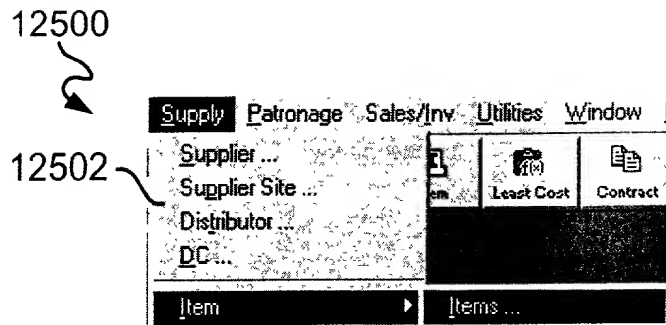 12500
Supply Patronage Sales/Inv Utilities Window
12502
Supplier ...
Supplier Site ...
Distributor ...
DC ...
Least Cost Contract
Item Items ...